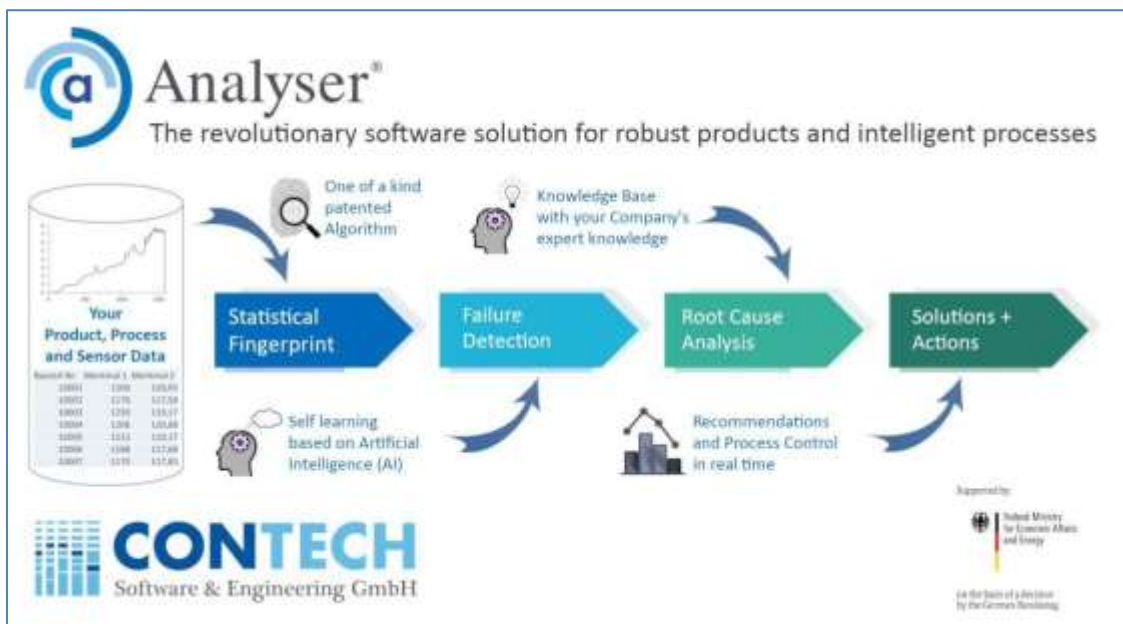 a
Analyser®
The revolutionary software solution for robust products and intelligent processes
One of a kind
patented
Algorithm
Knowledge Base
with your Company's
expert knowledge
Your
Product, Process
and Sensor Data
Statistical
Fingerprint
Failure
Detection
Root Cause
Analysis
Solutions +
Actions
Self learning
based on Artificial
Intelligence (AI)
Recommendations
and Process Control
in real time
CONTECH
Software & Engineering GmbH
Supported by:
Federal Ministry
for Economic Affairs
and Energy
on the basis of a decision
by the German Bundestag